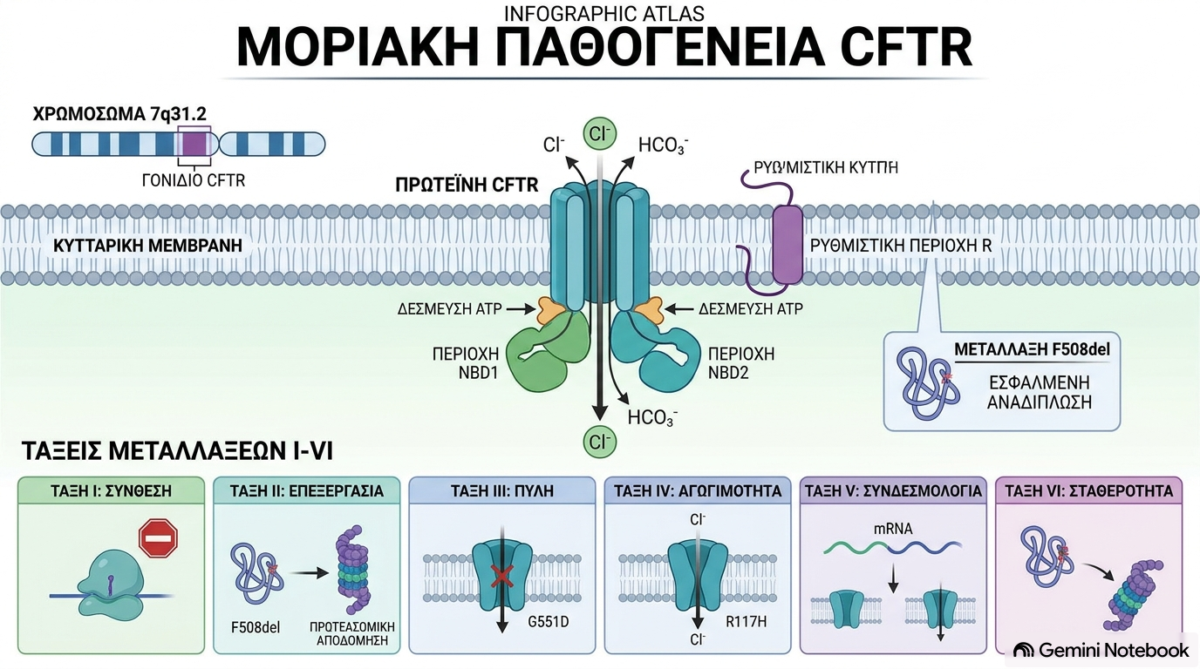 INFOGRAPHIC ATLAS
ΜΟΡΙΑΚΗ ΠΑΘΟΓΕΝΕΙΑ CFTR
ΧΡΩΜΟΣΩΜΑ 7q31.2
ΓΟΝΙΔΙΟ CFTR
Cl⁻
Cl⁻
HCO₃⁻
ΠΡΩΤΕΪΝΗ CFTR
ΚΥΤΤΑΡΙΚΗ ΜΕΜΒΡΑΝΗ
ΡΥΘΜΙΣΤΙΚΗ ΠΕΡΙΟΧΗ R
ΔΕΣΜΕΥΣΗ ATP
ΔΕΣΜΕΥΣΗ ATP
ΠΕΡΙΟΧΗ
NBD1
ΠΕΡΙΟΧΗ
NBD2
HCO₃⁻
Cl⁻
ΜΕΤΑΛΛΑΞΗ F508del
ΕΣΦΑΛΜΕΝΗ
ΑΝΑΔΙΠΛΩΣΗ
ΤΑΞΕΙΣ ΜΕΤΑΛΛΑΞΕΩΝ I-VI
ΤΑΞΗ I: ΣΥΝΘΕΣΗ
ΤΑΞΗ II: ΕΠΕΞΕΡΓΑΣΙΑ
F508del
ΠΡΩΤΕΑΣΟΜΙΚΗ
ΑΠΟΔΟΜΗΣΗ
ΤΑΞΗ III: ΠΥΛΗ
G551D
ΤΑΞΗ IV: ΑΓΩΓΙΜΟΤΗΤΑ
Cl⁻
R117H
Cl⁻
ΤΑΞΗ V: ΣΥΝΔΕΣΜΟΛΟΓΙΑ
mRNA
ΤΑΞΗ VI: ΣΤΑΘΕΡΟΤΗΤΑ
Gemini Notebook